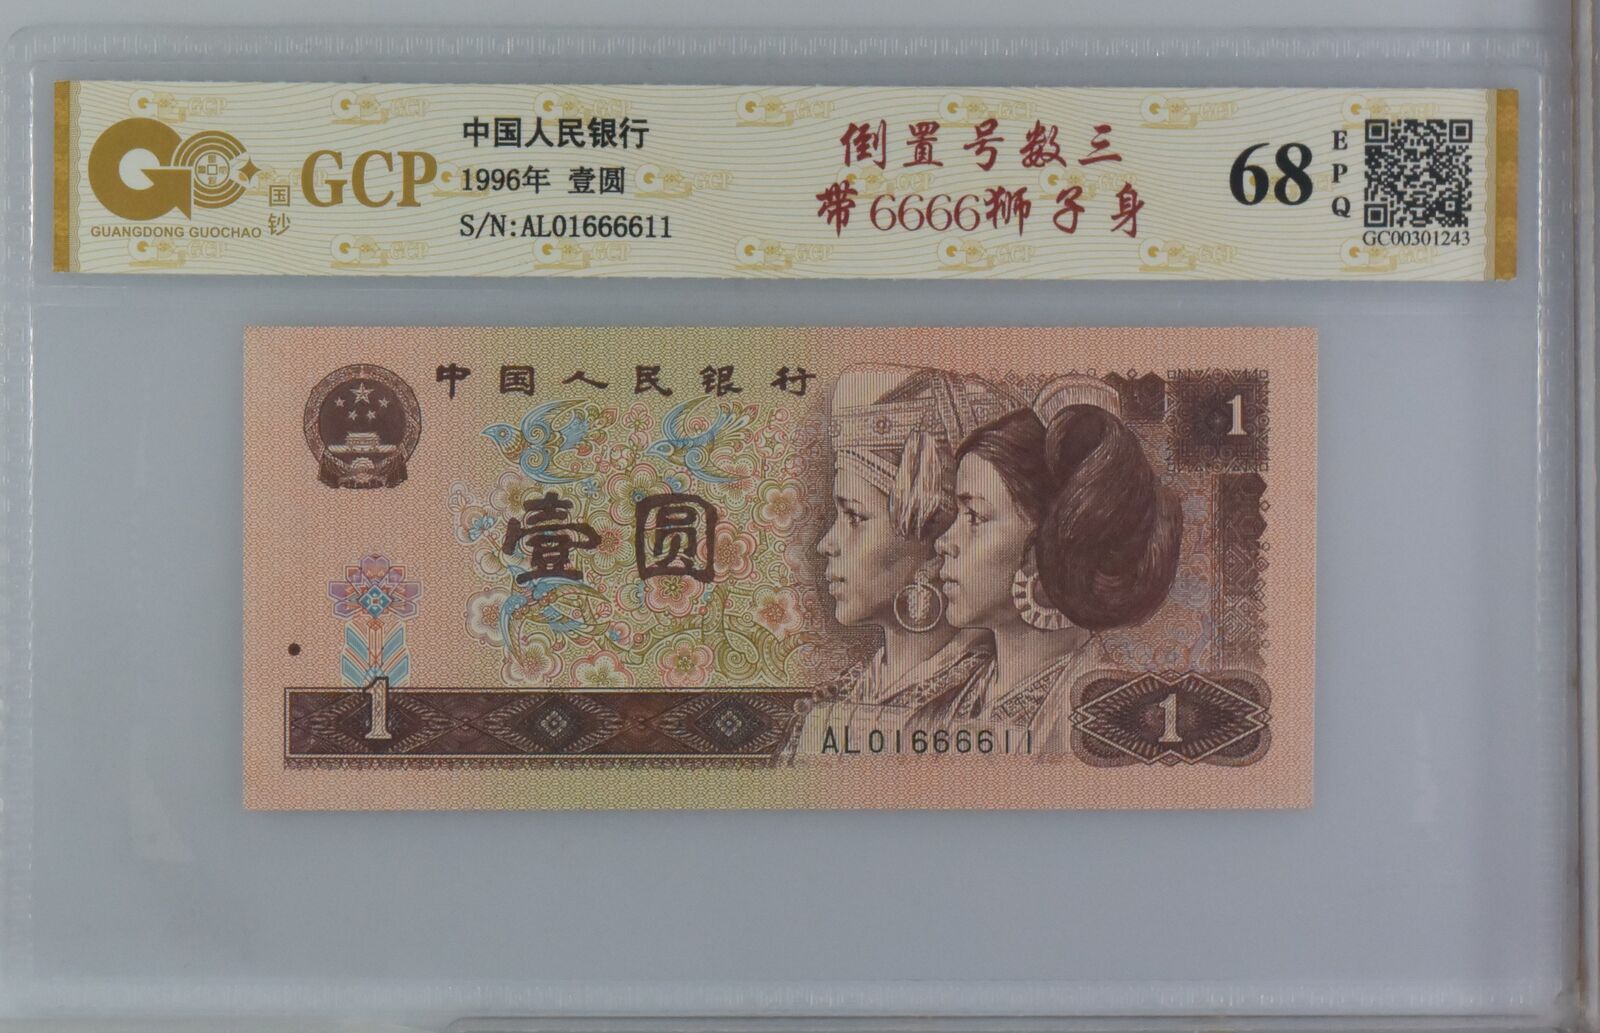 GCP
国钞
GUANGDONG GUOCHAO
中国人民银行
1996年 壹圆
S/N:AL01666611
倒置号数三
带6666狮子身
68
EPQ
GC00301243
中国人民银行
1
壹圆
1
AL01666611
1